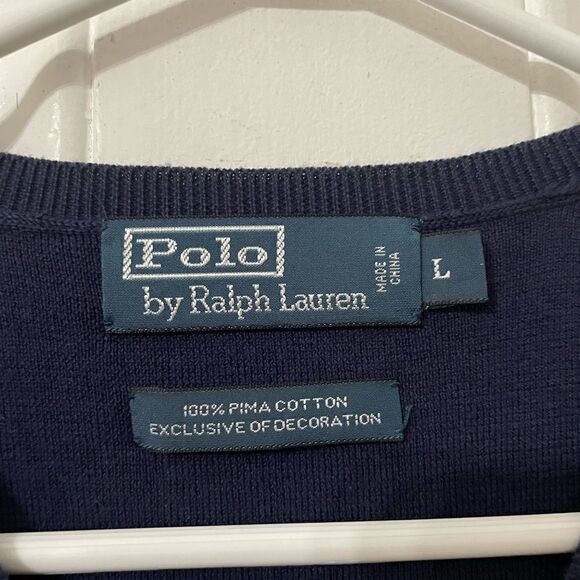 Polo
by Ralph Lauren
MADE IN
CHINA
L
100% PIMA COTTON
EXCLUSIVE OF DECORATION